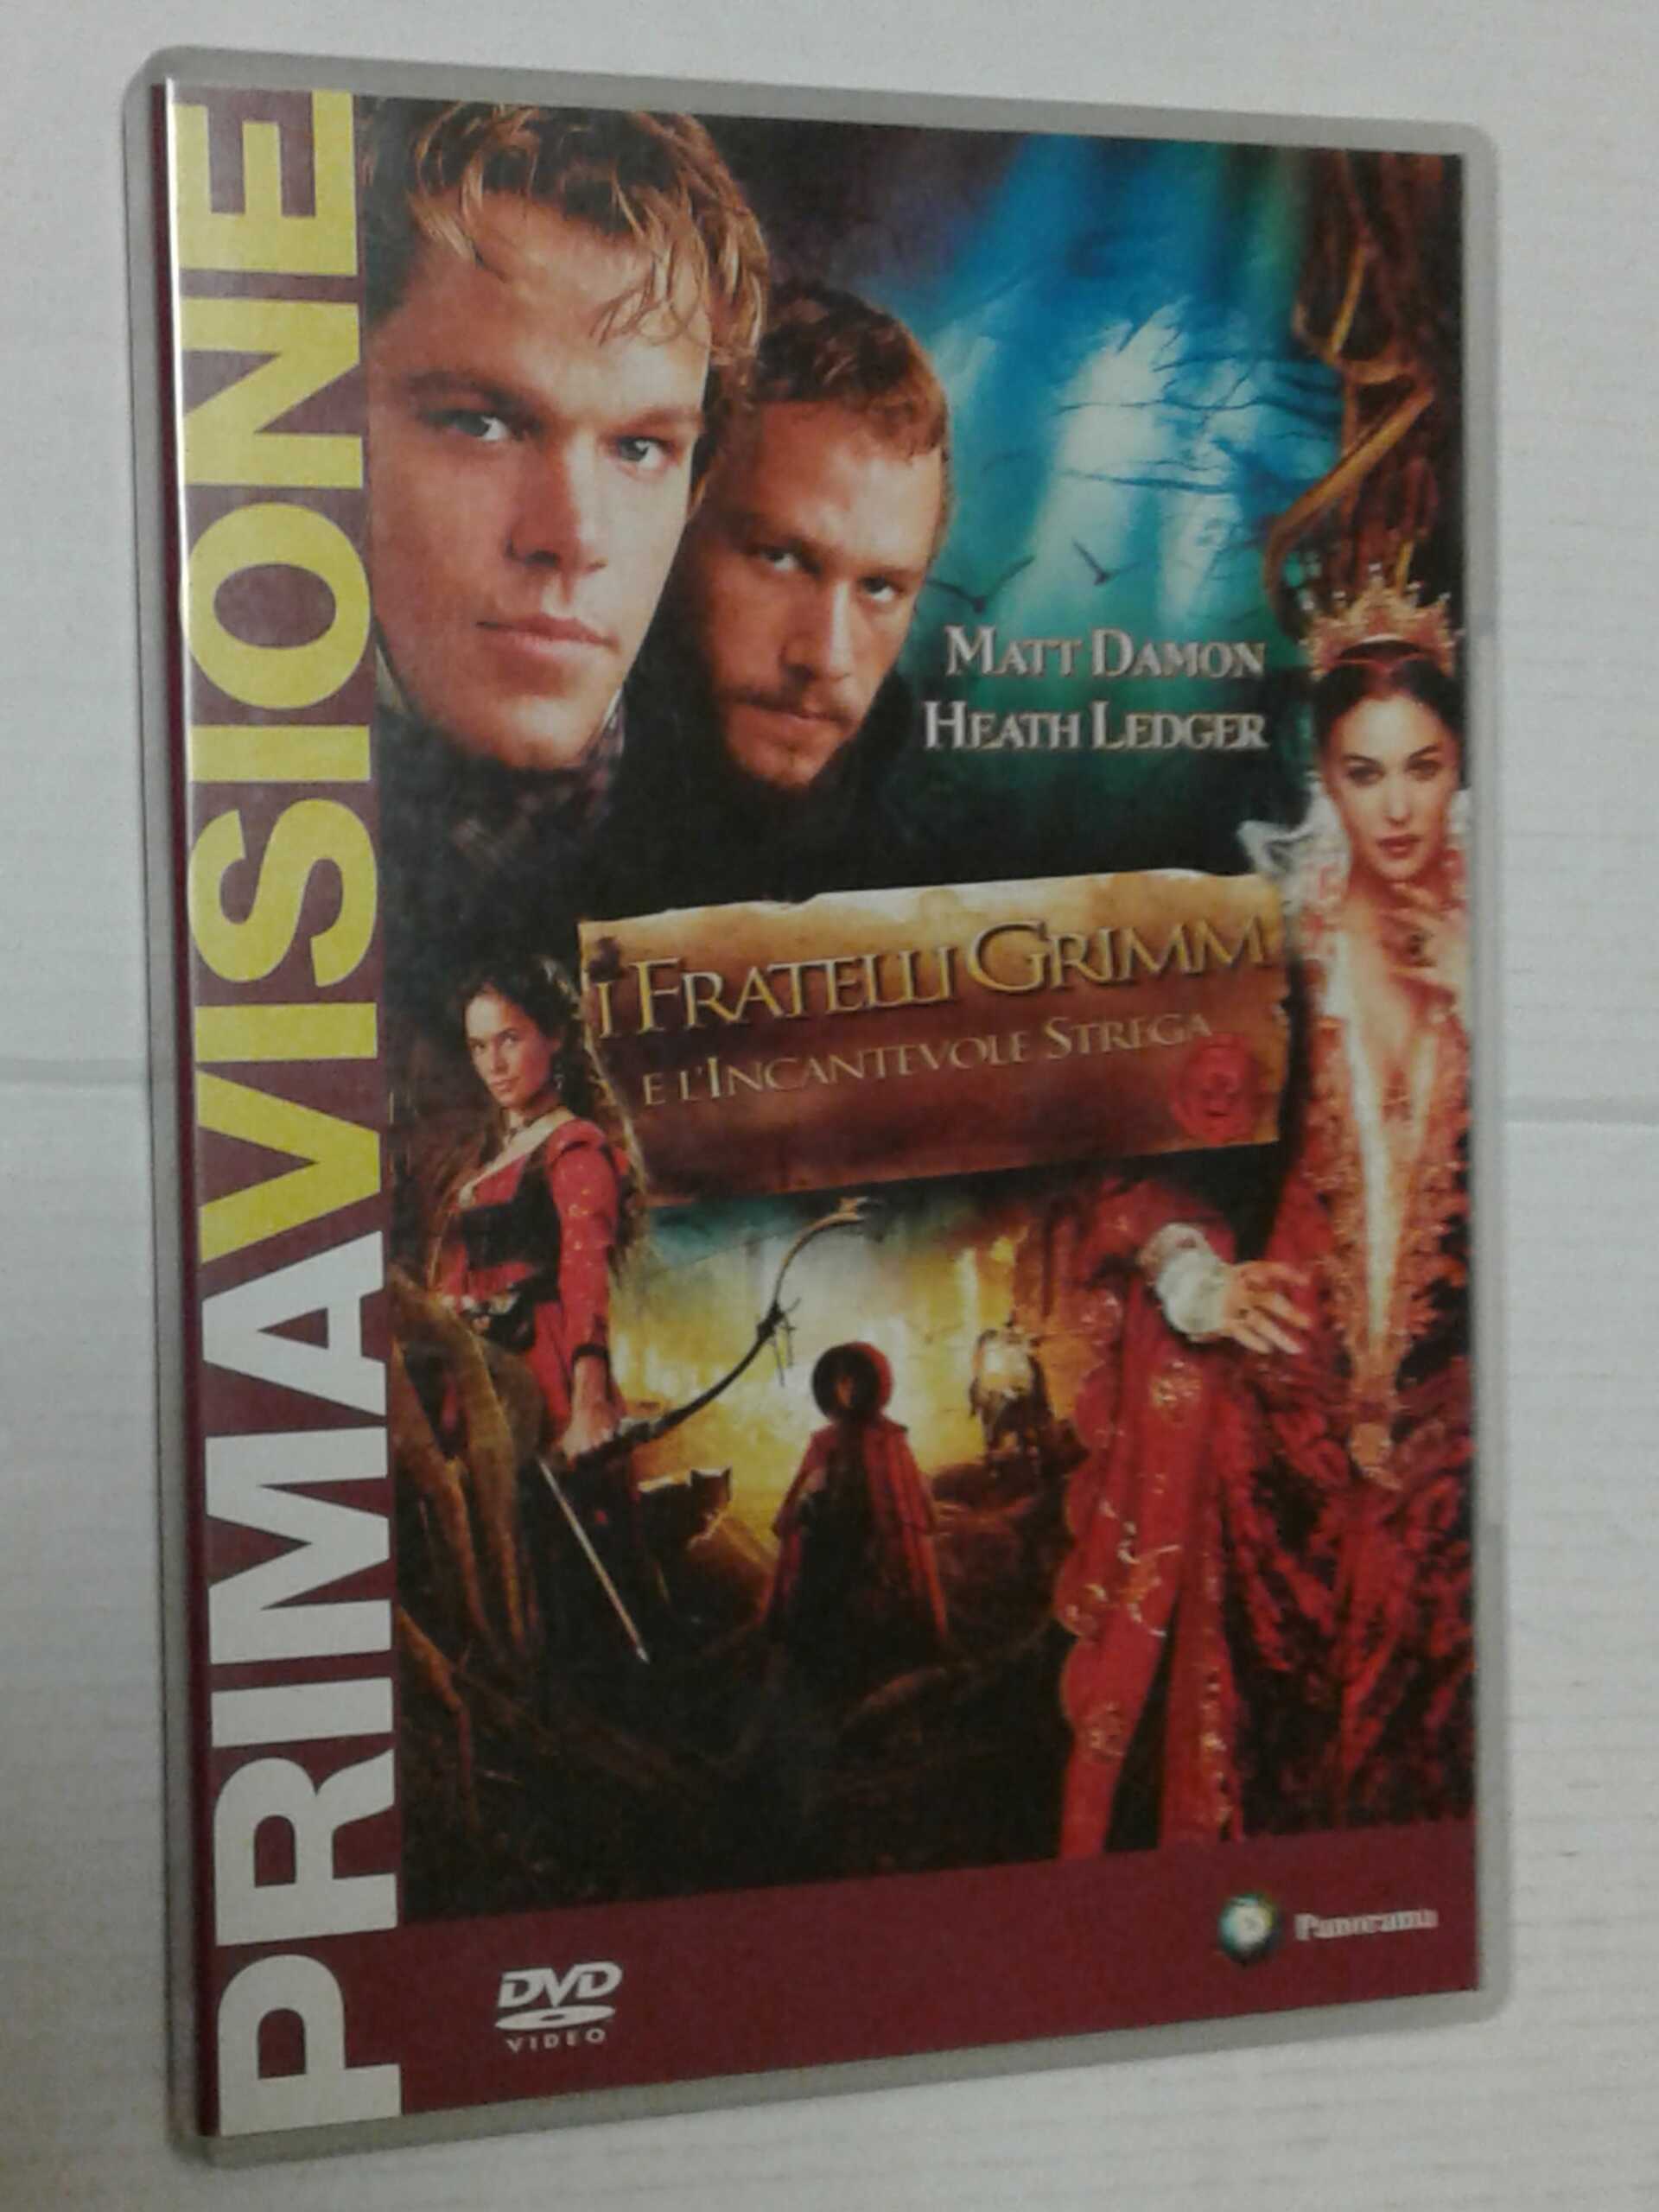 PRIMAVISIONE
MATT DAMON
HEATH LEDGER
I FRATELLI GRIMM
E L'INCANTEVOLE STREGA
DVD
VIDEO
Panorama